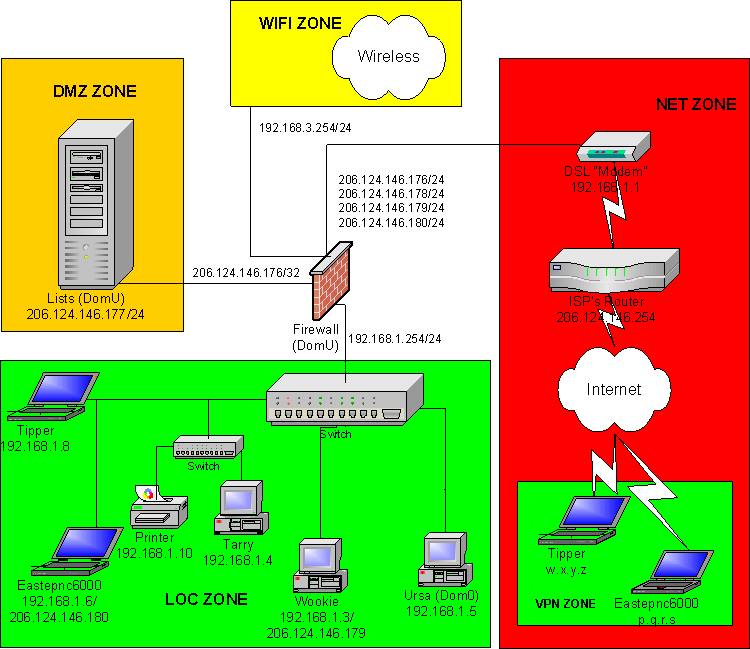 WIFI ZONE
Wireless
DMZ ZONE
NET ZONE
192.168.3.254/24
DSL "Modem"
192.168.1.1
206.124.146.176/24
206.124.146.178/24
206.124.146.179/24
206.124.146.180/24
206.124.146.176/32
Lists (DomU)
206.124.146.177/24
ISP's Router
206.124.146.254
Firewall
(DomU)
192.168.1.254/24
Internet
Tipper
192.168.1.8
Switch
Switch
Printer
192.168.1.10
Tarry
192.168.1.4
Eastepnc6000
192.168.1.6/
206.124.146.180
LOC ZONE
Wookie
192.168.1.3/
206.124.146.179
Ursa (Dom0)
192.168.1.5
Tipper
w.x.y.z
VPN ZONE
Eastepnc6000
p.q.r.s